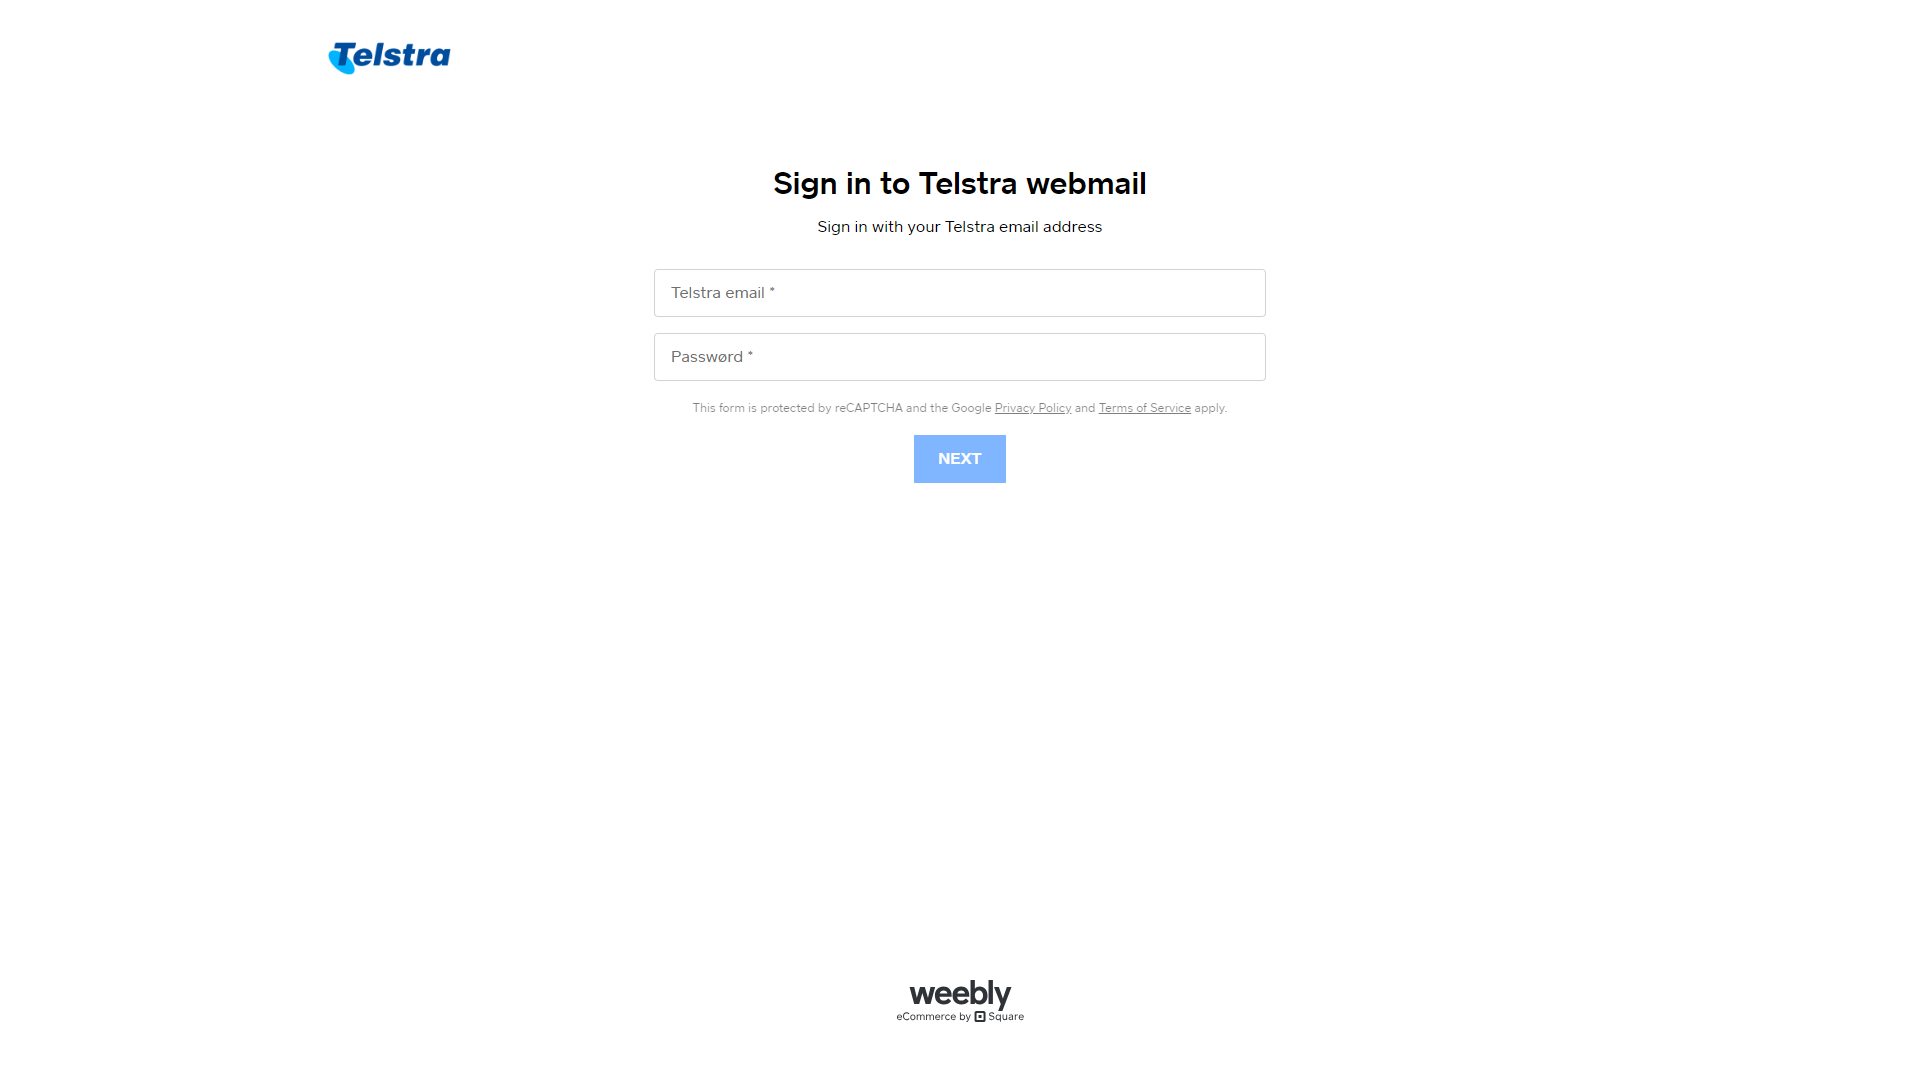 Telstra
Sign in to Telstra webmail
Sign in with your Telstra email address
Telstra email *
Passwørd *
This form is protected by reCAPTCHA and the Google Privacy Policy and Terms of Service apply.
NEXT
weebly
eCommerce by Square